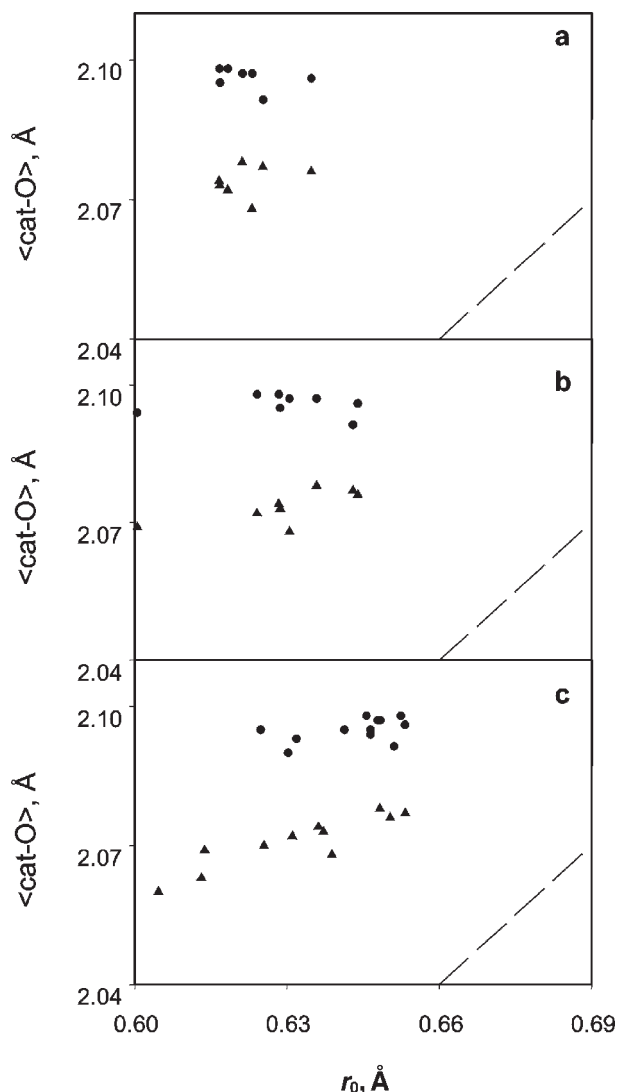 a
2.10
<cat-O>, Å
2.07
2.04
b
2.10
<cat-O>, Å
2.07
2.04
c
2.10
<cat-O>, Å
2.07
2.04
0.60 0.63 0.66 0.69
r₀, Å